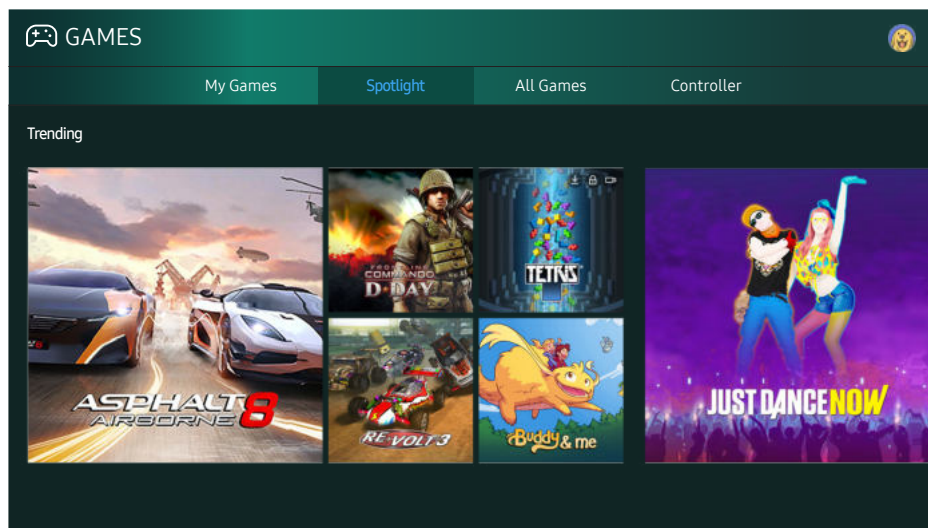 GAMES
My Games
Spotlight
All Games
Controller
Trending
ASPHALT 8
AIRBORNE
FRONTLINE
COMMANDO
D-DAY
TETRIS
RE-VOLT 3
Buddy & me
JUST DANCE NOW